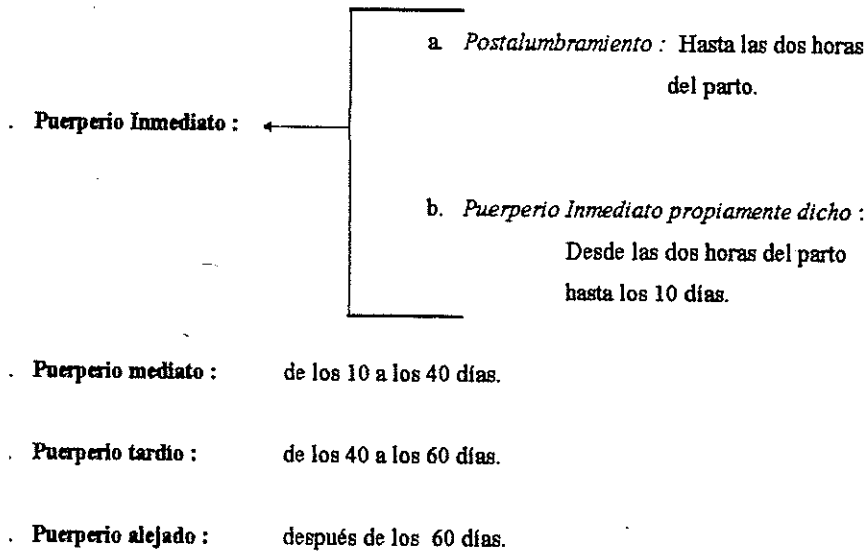 a. Postalumbramiento : Hasta las dos horas
del parto.
. Puerperio Inmediato :
b. Puerperio Inmediato propiamente dicho :
Desde las dos horas del parto
hasta los 10 días.
. Puerperio mediato : de los 10 a los 40 días.
. Puerperio tardío : de los 40 a los 60 días.
. Puerperio alejado : después de los 60 días.